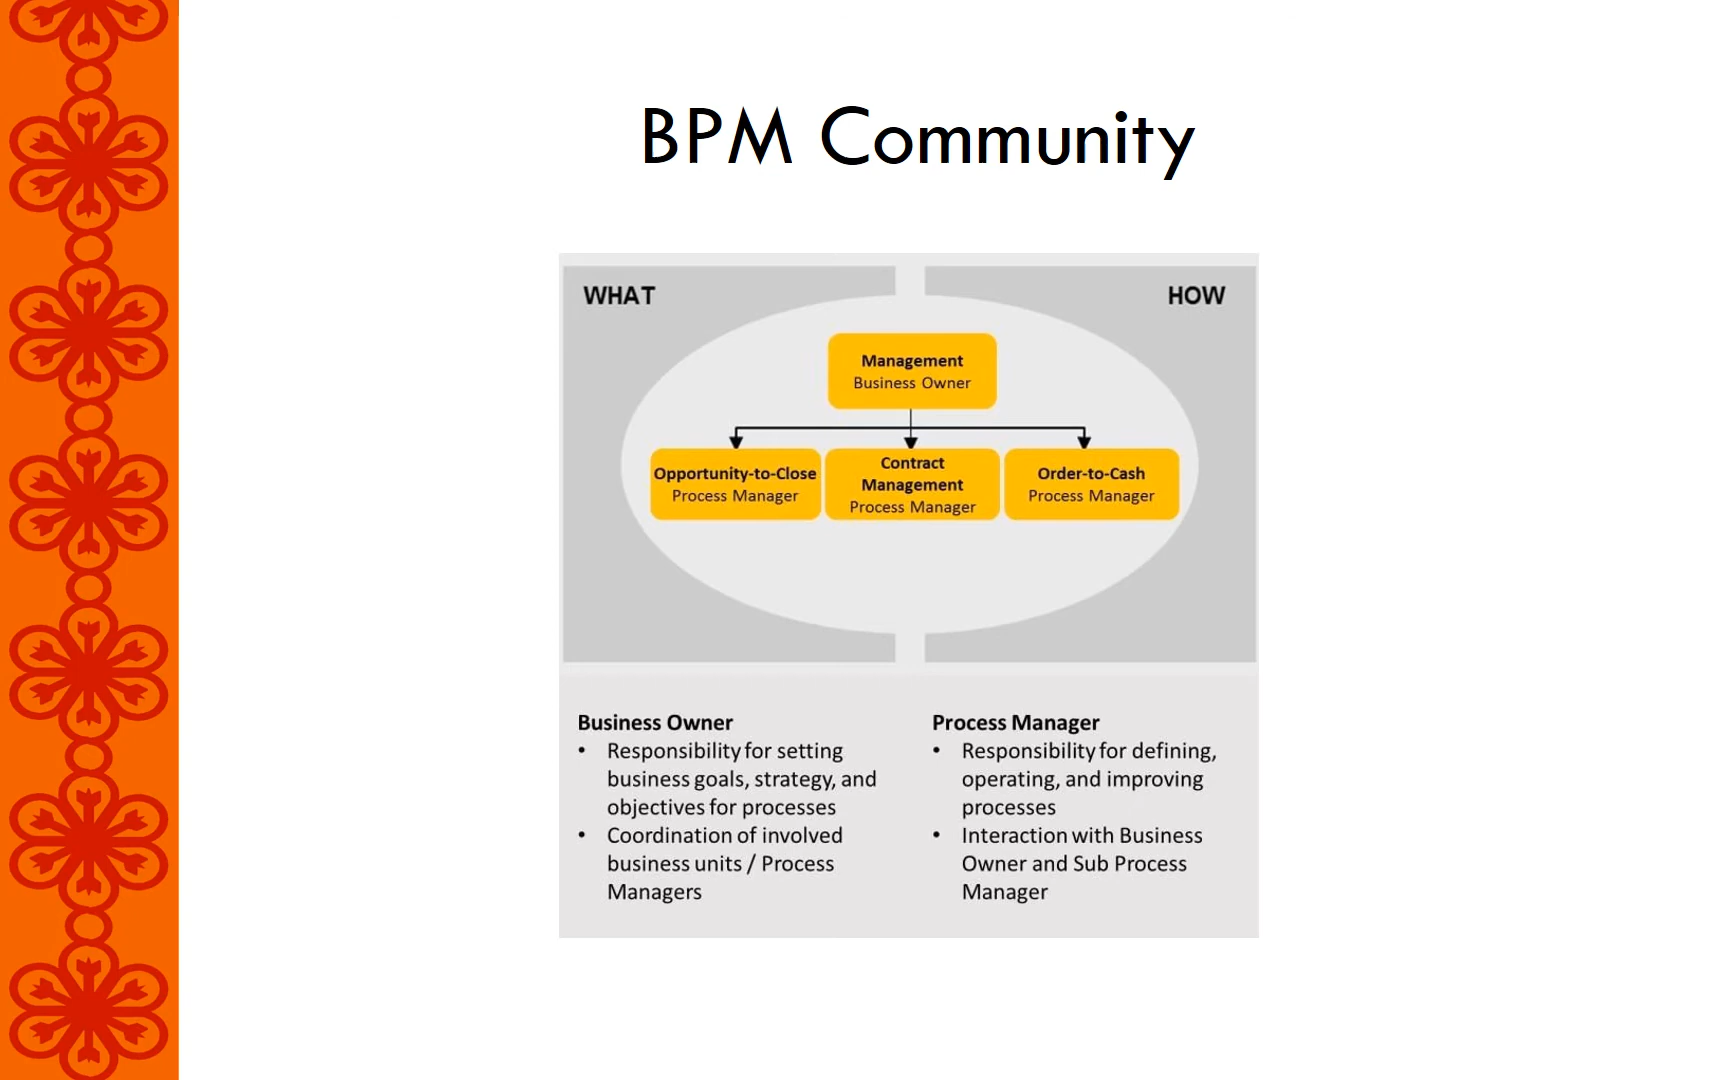 BPM Community
WHAT
HOW
Management
Business Owner
Opportunity-to-Close
Process Manager
Contract
Management
Process Manager
Order-to-Cash
Process Manager
Business Owner
• Responsibility for setting
business goals, strategy, and
objectives for processes
• Coordination of involved
business units / Process
Managers
Process Manager
• Responsibility for defining,
operating, and improving
processes
• Interaction with Business
Owner and Sub Process
Manager